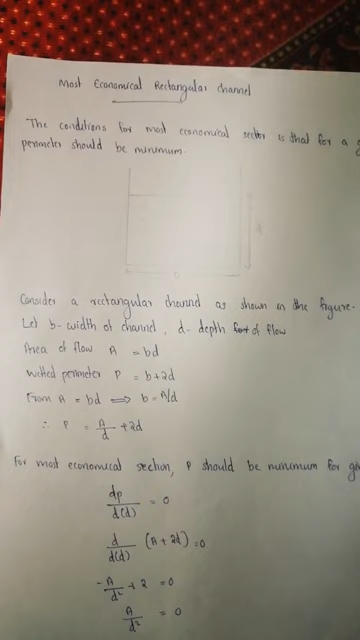 Most Economical Rectangular channel
The conditions for most economical section is that for a
perimeter should be minimum.
d
b
Consider a rectangular channel as shown in the figure.
Let b - width of channel, d - depth of flow
Area of flow A = bd
Wetted perimeter P = b+2d
From A = bd ⟹ b = A/d
∴ P = A/d + 2d
For most economical section, P should be minimum for giv
dp/d(d) = 0
d/d(d) (A + 2d) = 0
-A/d² + 2 = 0
A/d² = 0